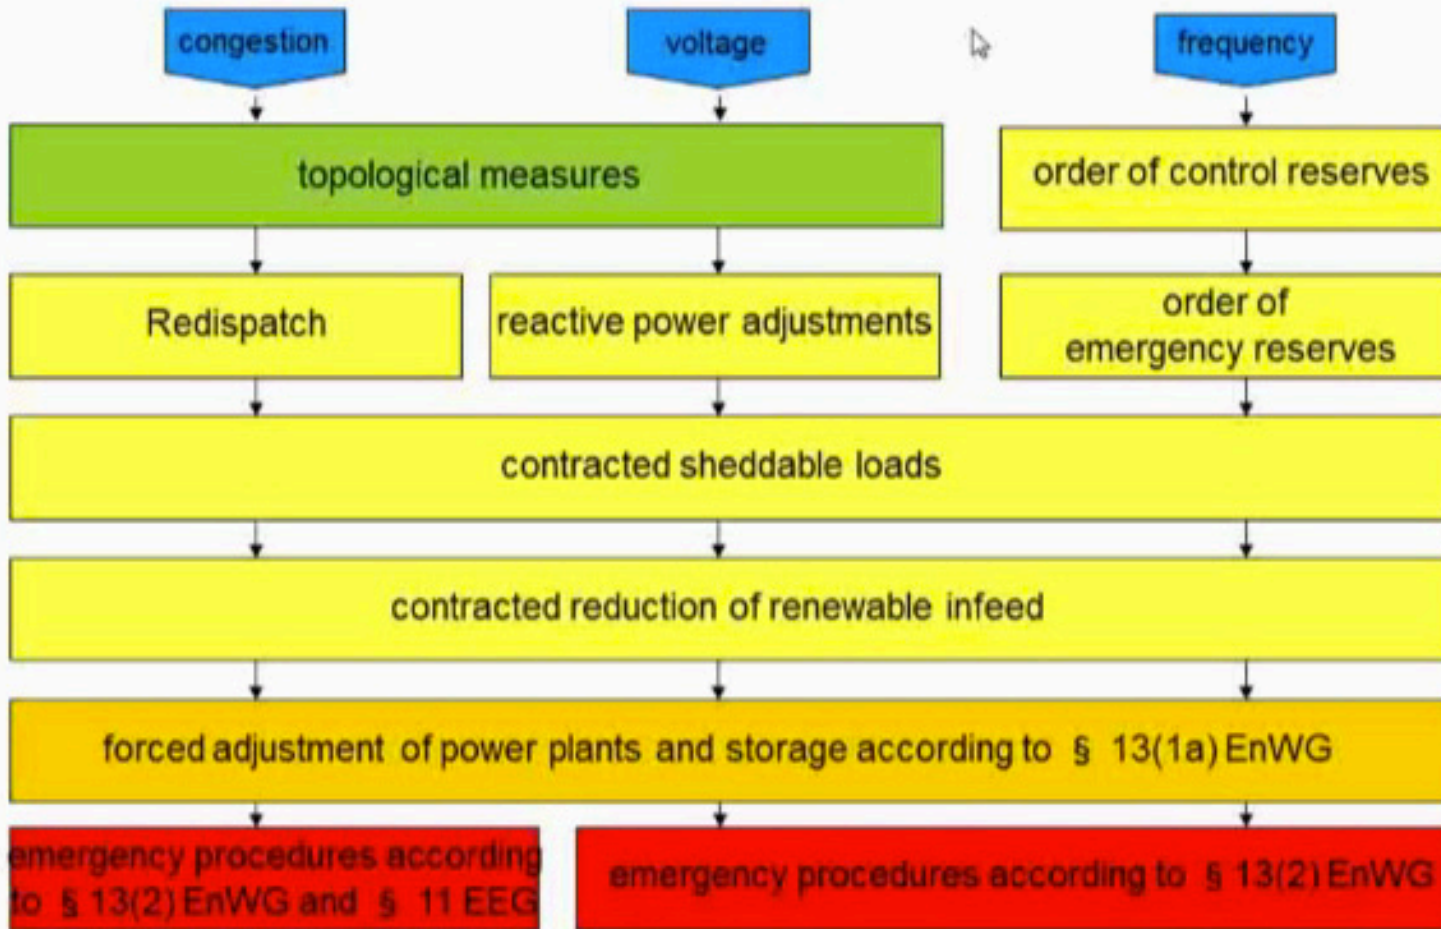 congestion
voltage
frequency
topological measures
order of control reserves
Redispatch
reactive power adjustments
order of
emergency reserves
contracted sheddable loads
contracted reduction of renewable infeed
forced adjustment of power plants and storage according to § 13(1a) EnWG
emergency procedures according
to § 13(2) EnWG and § 11 EEG
emergency procedures according to § 13(2) EnWG